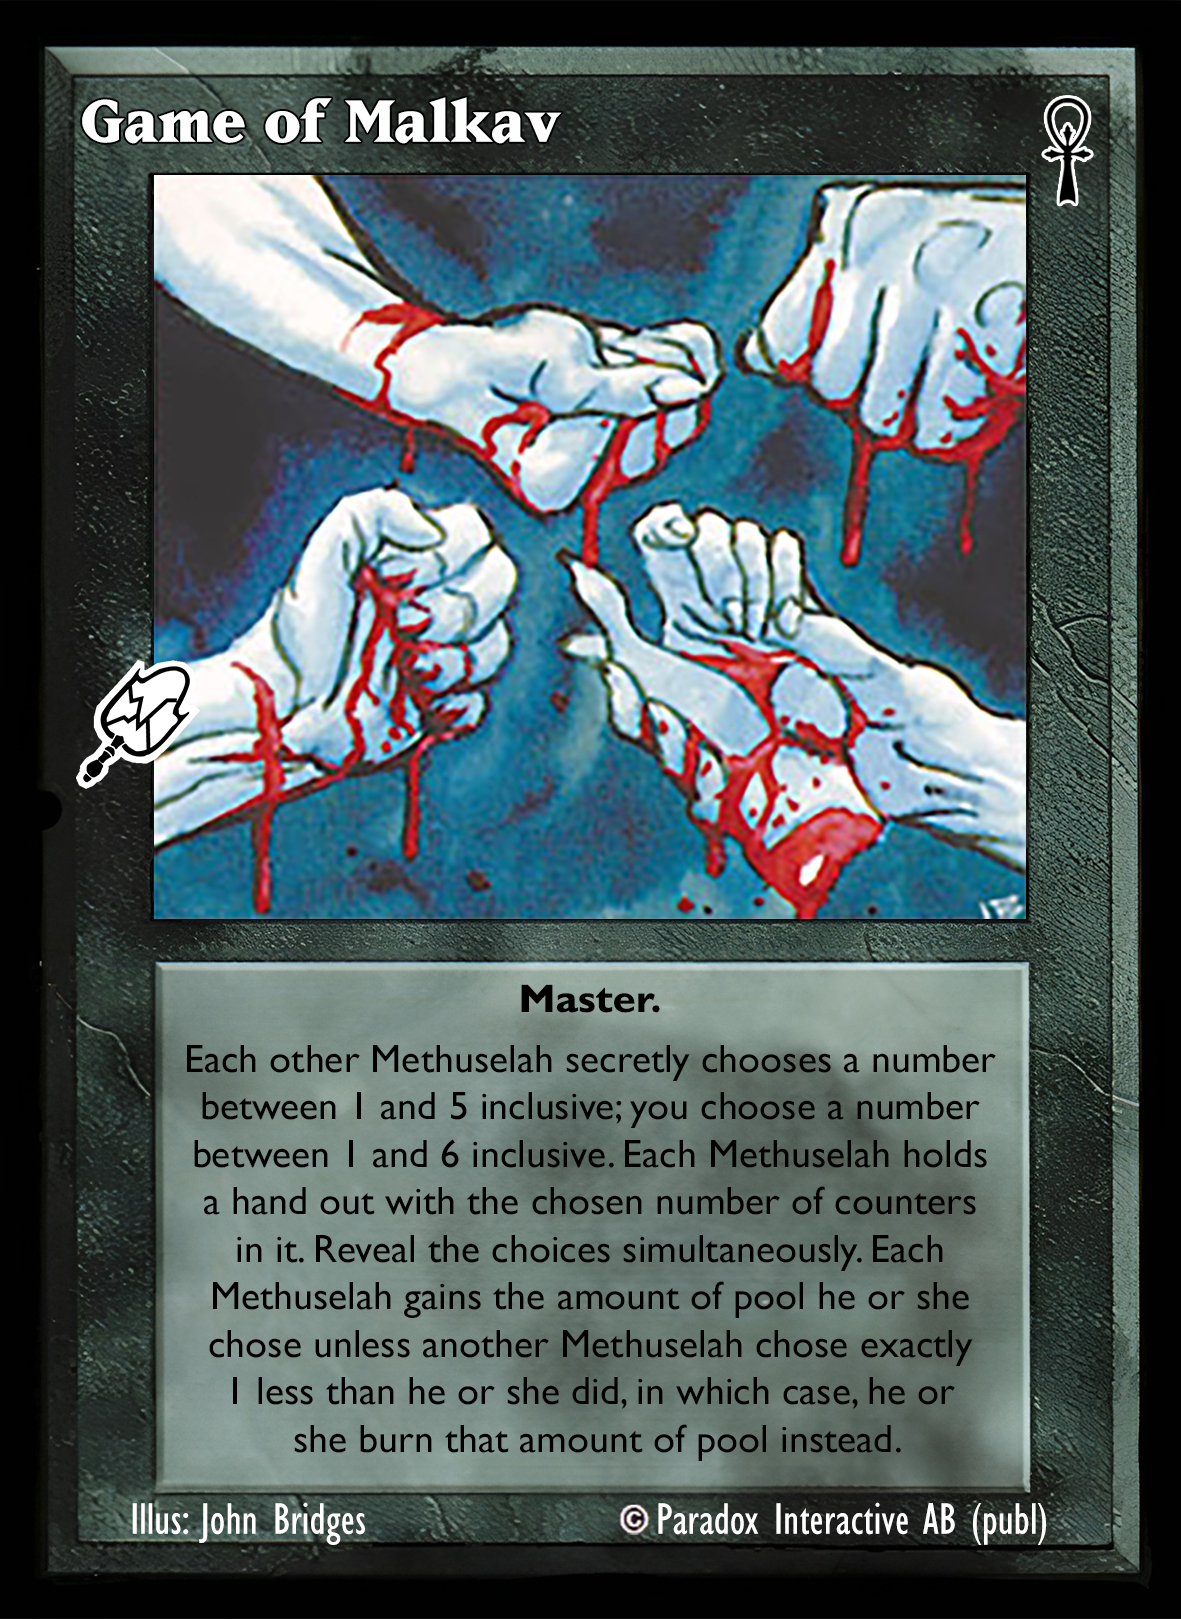 Game of Malkav
Master.
Each other Methuselah secretly chooses a number
between 1 and 5 inclusive; you choose a number
between 1 and 6 inclusive. Each Methuselah holds
a hand out with the chosen number of counters
in it. Reveal the choices simultaneously. Each
Methuselah gains the amount of pool he or she
chose unless another Methuselah chose exactly
1 less than he or she did, in which case, he or
she burn that amount of pool instead.
Illus: John Bridges © Paradox Interactive AB (publ)